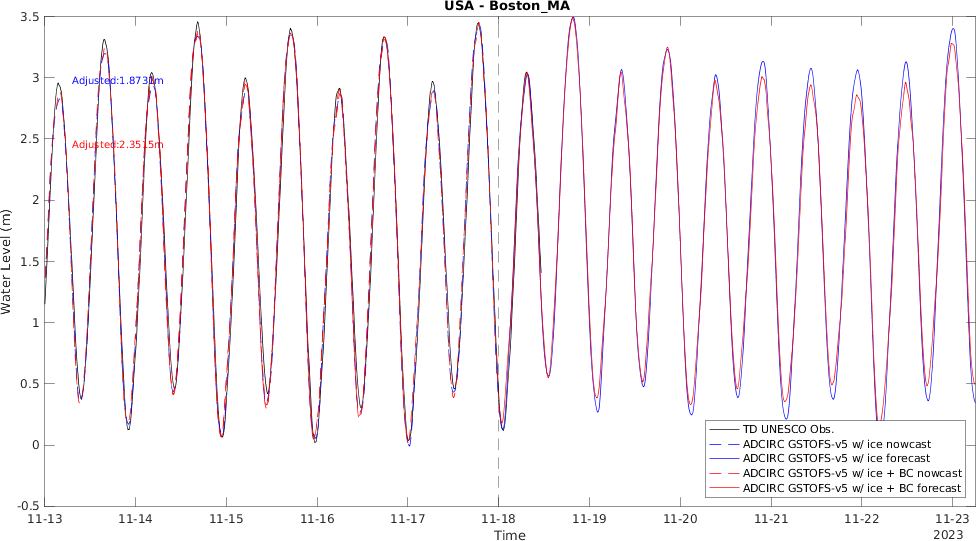 USA - Boston_MA
3.5
3
2.5
2
1.5
1
0.5
0
-0.5
Water Level (m)
Adjusted:1.8731m
Adjusted:2.3515m
TD UNESCO Obs.
ADCIRC GSTOFS-v5 w/ ice nowcast
ADCIRC GSTOFS-v5 w/ ice forecast
ADCIRC GSTOFS-v5 w/ ice + BC nowcast
ADCIRC GSTOFS-v5 w/ ice + BC forecast
11-13 11-14 11-15 11-16 11-17 11-18 11-19 11-20 11-21 11-22 11-23
Time
2023